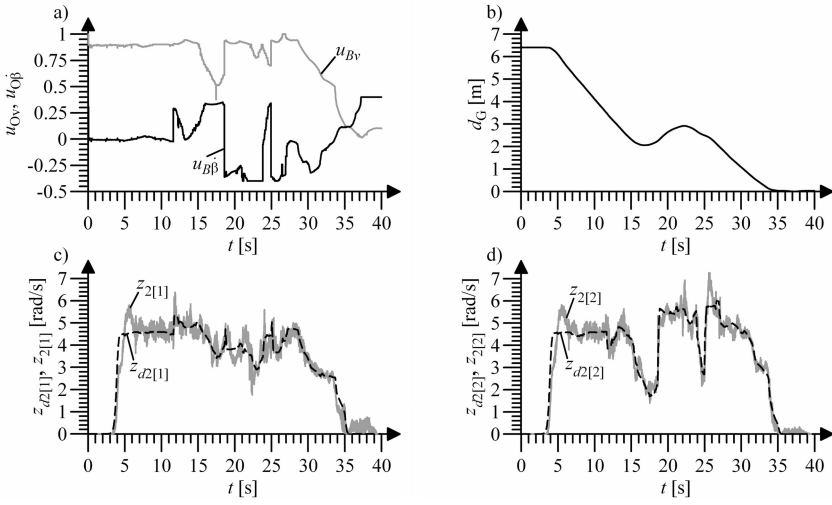 a)
1
0.75
0.5
0.25
0
-0.25
-0.5
u_Ov, u_Oβ̇
u_Bv
u_Bβ̇
0 5 10 15 20 25 30 35 40
t [s]
b)
7
6
5
4
3
2
1
0
d_G [m]
0 5 10 15 20 25 30 35 40
t [s]
c)
7
6
5
4
3
2
1
0
z_d2[1], z_2[1] [rad/s]
z_2[1]
z_d2[1]
0 5 10 15 20 25 30 35 40
t [s]
d)
7
6
5
4
3
2
1
0
z_d2[2], z_2[2] [rad/s]
z_2[2]
z_d2[2]
0 5 10 15 20 25 30 35 40
t [s]